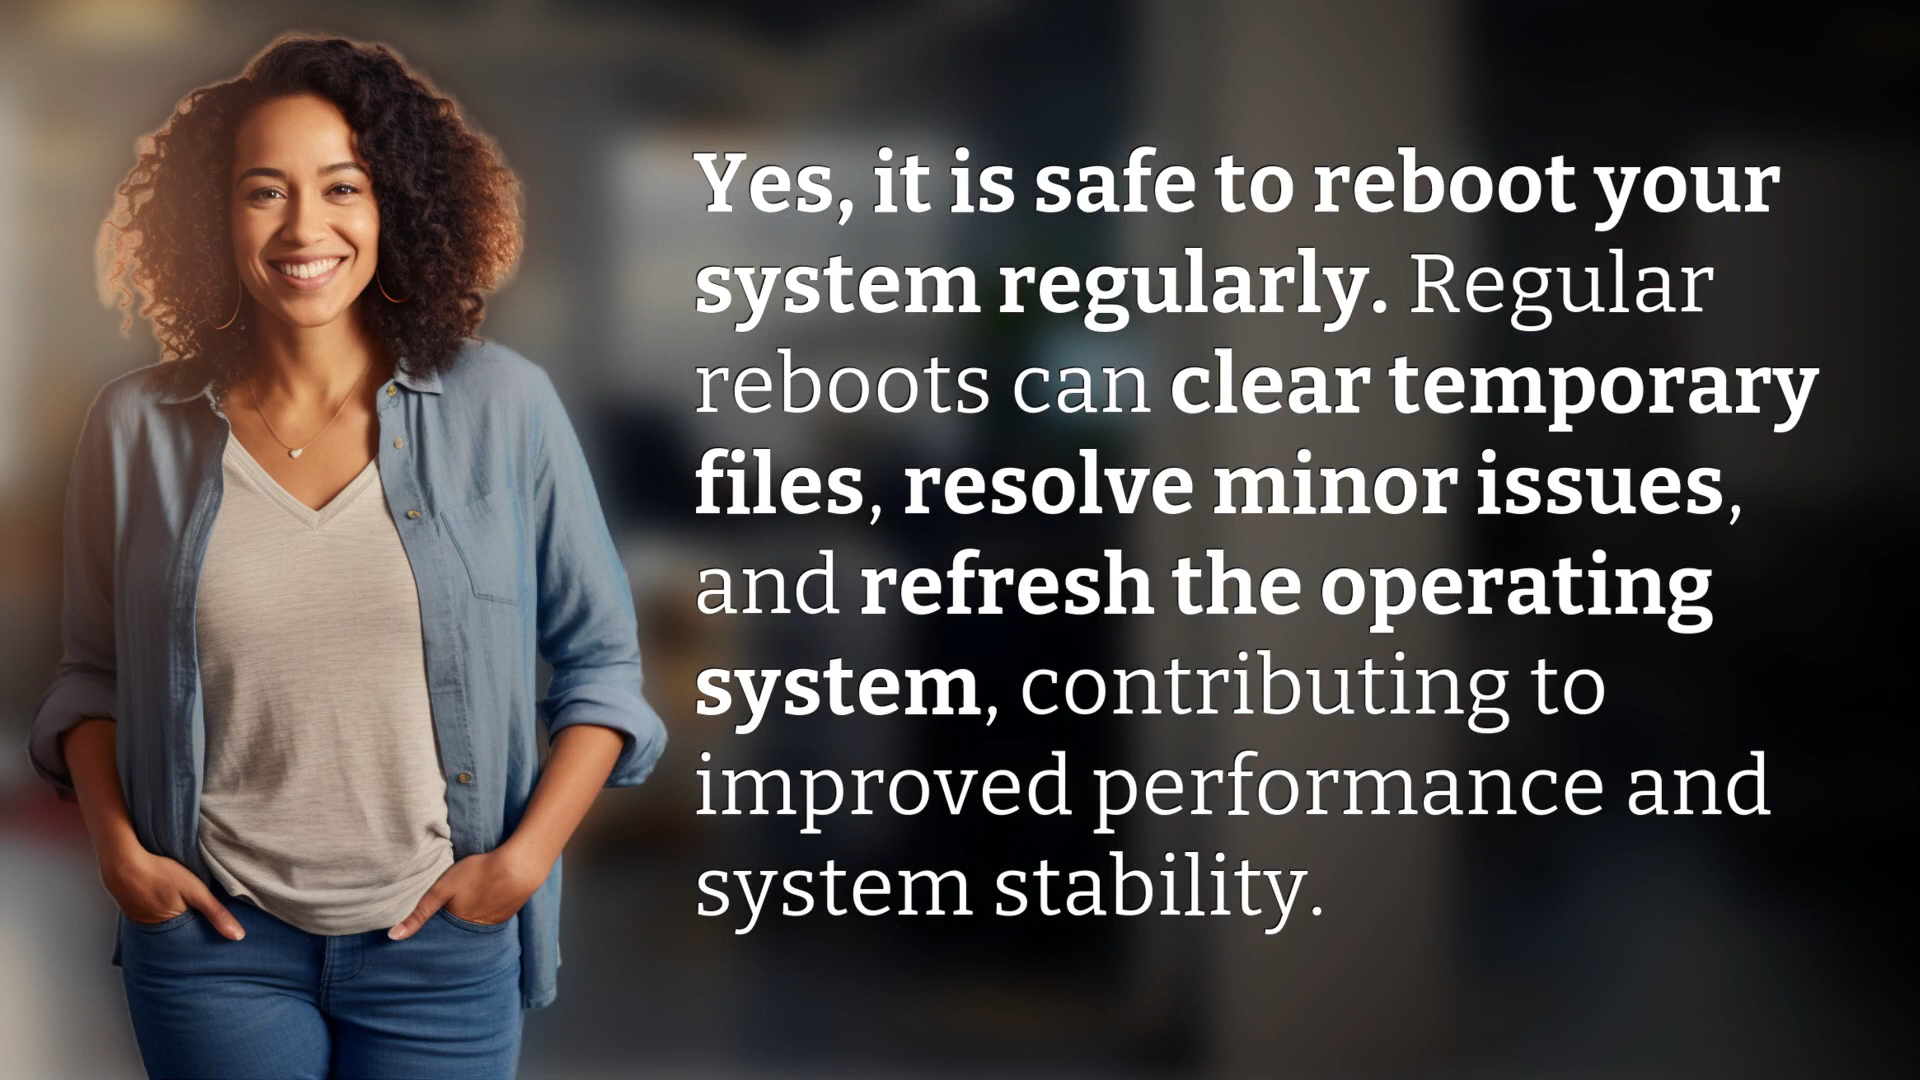 Yes, it is safe to reboot your
system regularly. Regular
reboots can clear temporary
files, resolve minor issues,
and refresh the operating
system, contributing to
improved performance and
system stability.